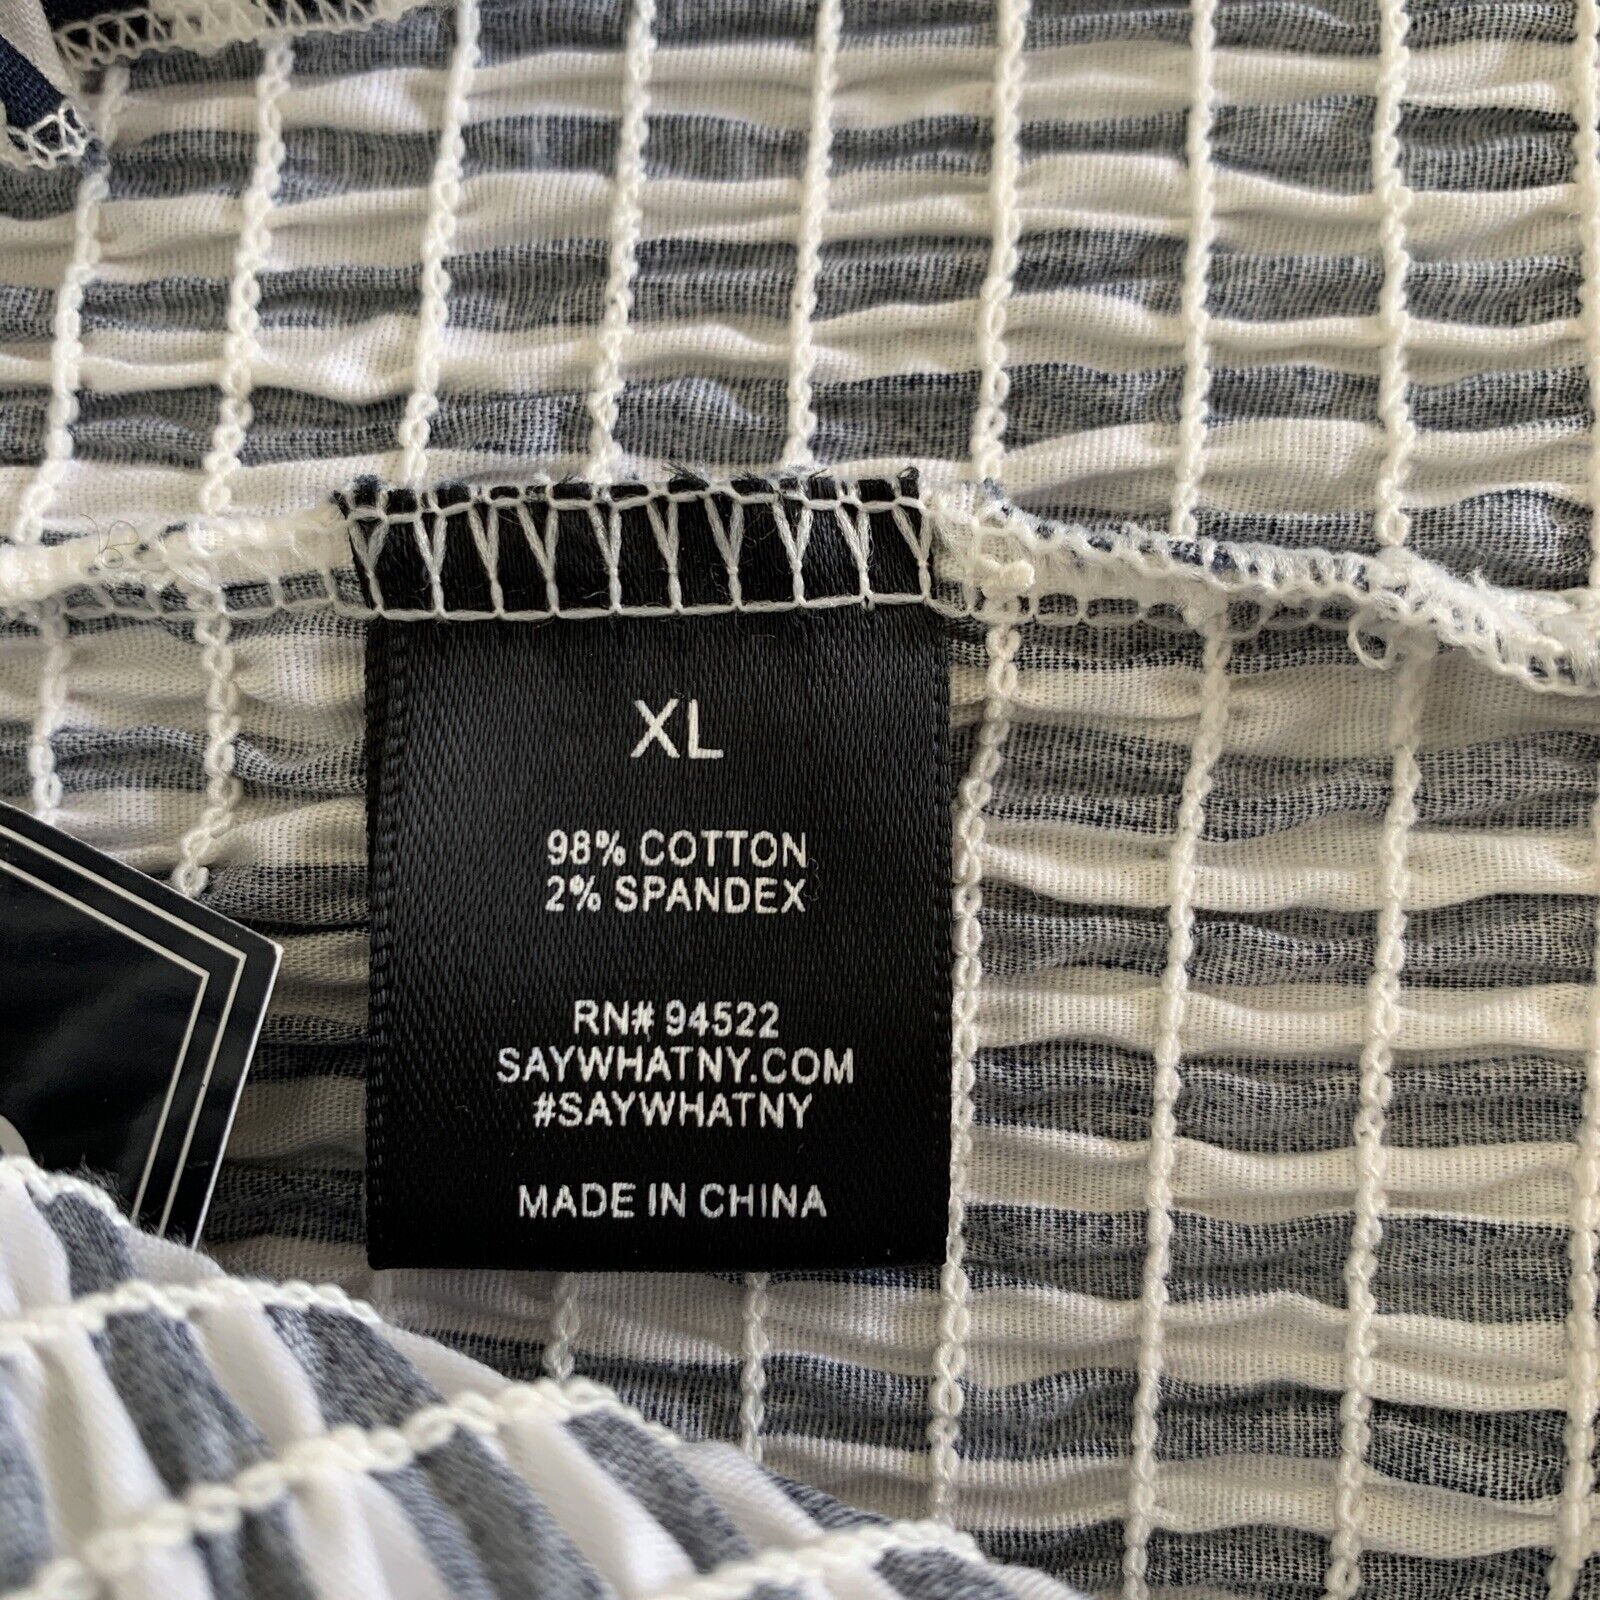 XL
98% COTTON
2% SPANDEX
RN# 94522
SAYWHATNY.COM
#SAYWHATNY
MADE IN CHINA